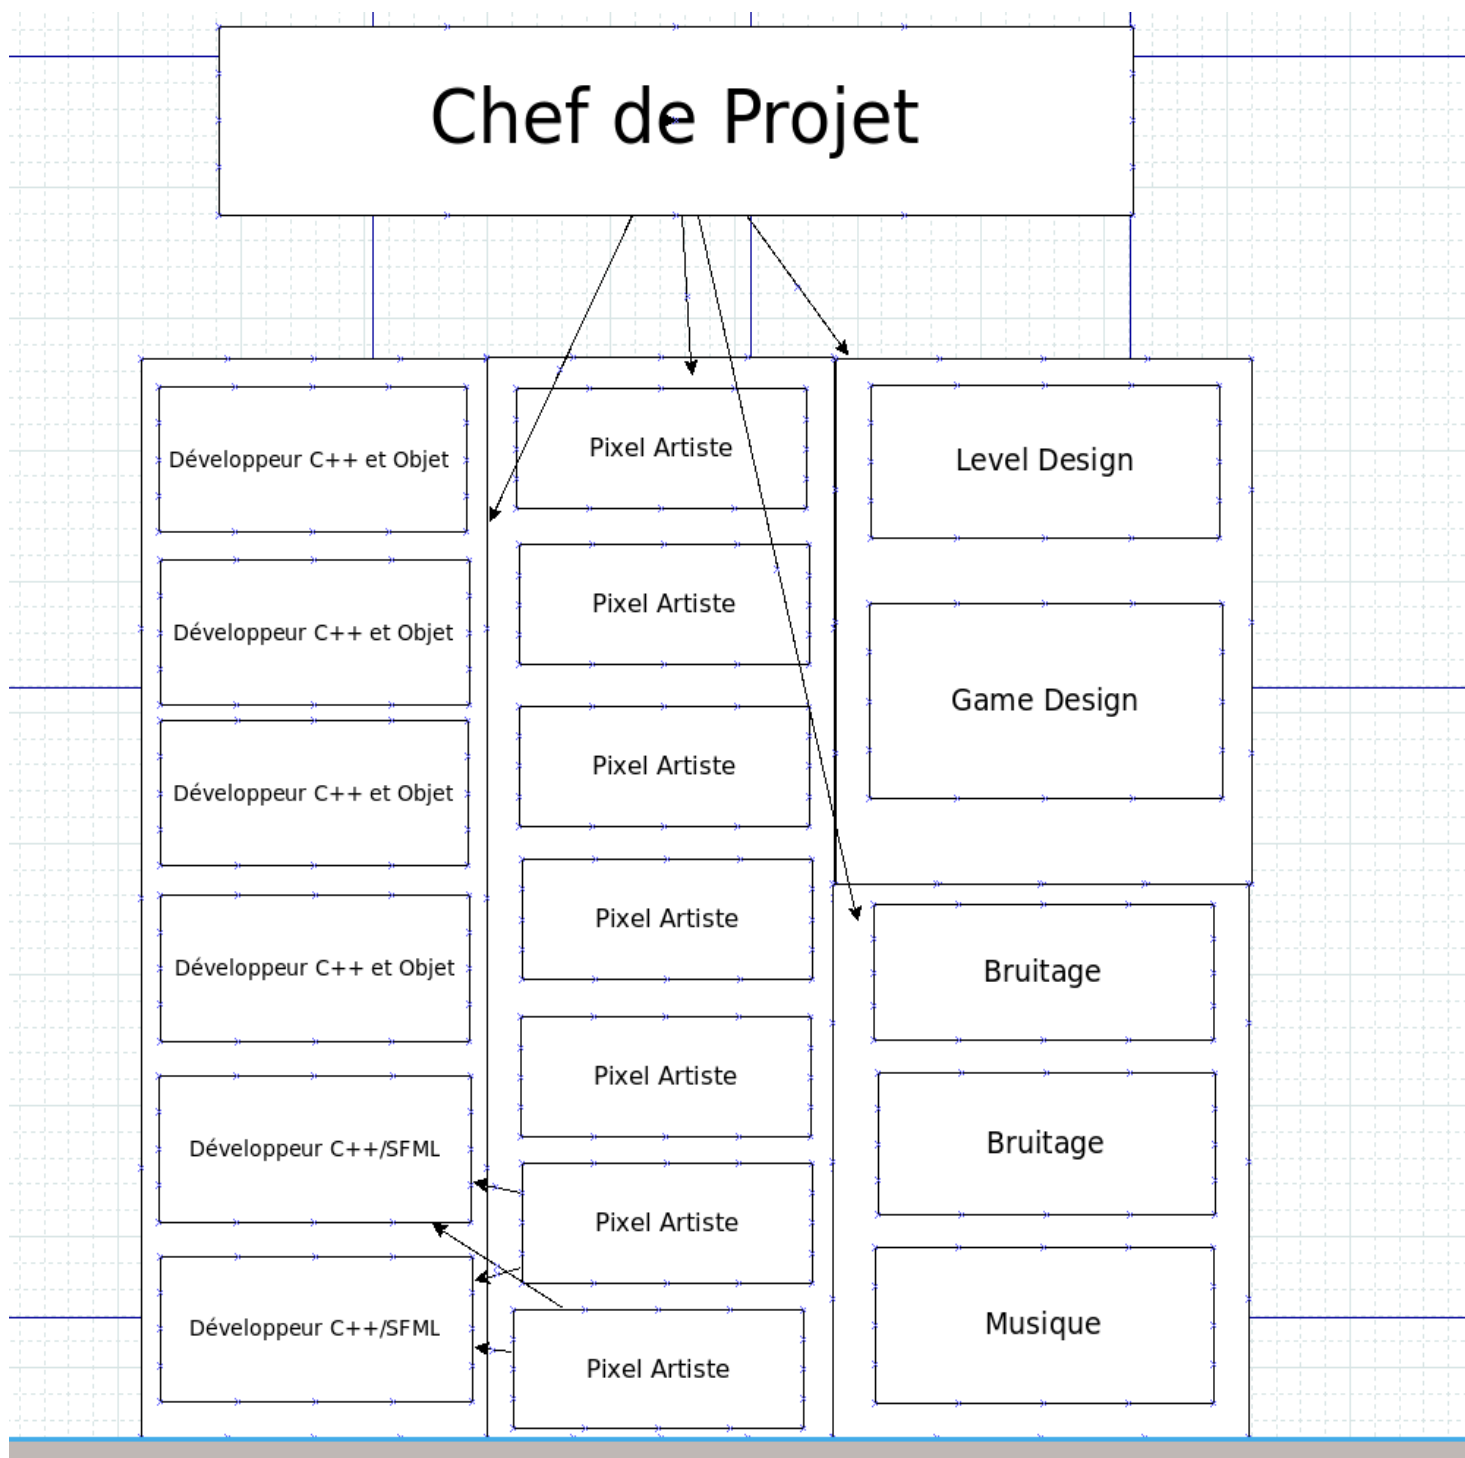 Chef de Projet
Développeur C++ et Objet
Développeur C++ et Objet
Développeur C++ et Objet
Développeur C++ et Objet
Développeur C++/SFML
Développeur C++/SFML
Pixel Artiste
Pixel Artiste
Pixel Artiste
Pixel Artiste
Pixel Artiste
Pixel Artiste
Pixel Artiste
Level Design
Game Design
Bruitage
Bruitage
Musique